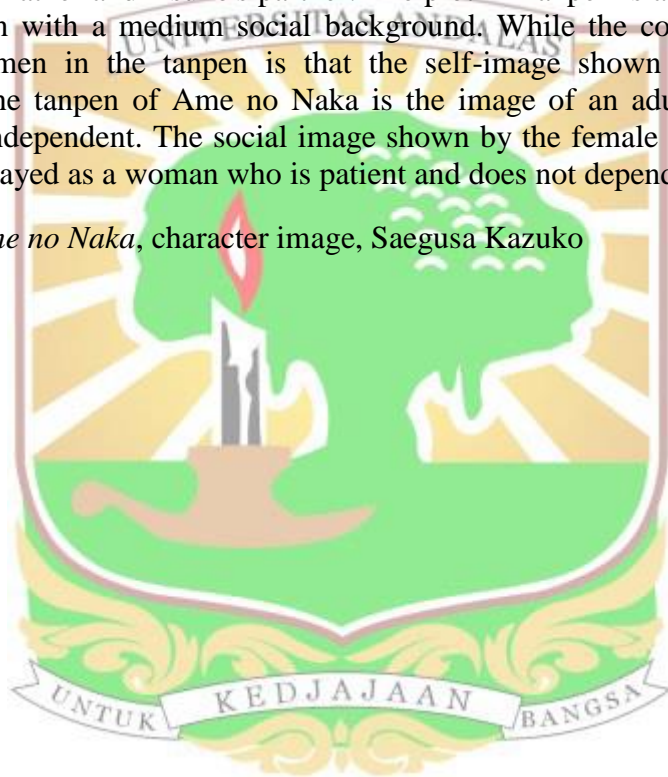 with a medium social background. While the co
men in the tanpen is that the self-image shown
UNIVERSITAS ANDALAS
tanpen of Ame no Naka is the image of an adu
ndependent. The social image shown by the female
ayed as a woman who is patient and does not depend
no Naka, character image, Saegusa Kazuko
UNTUK KEDJAJAAN BANGSA